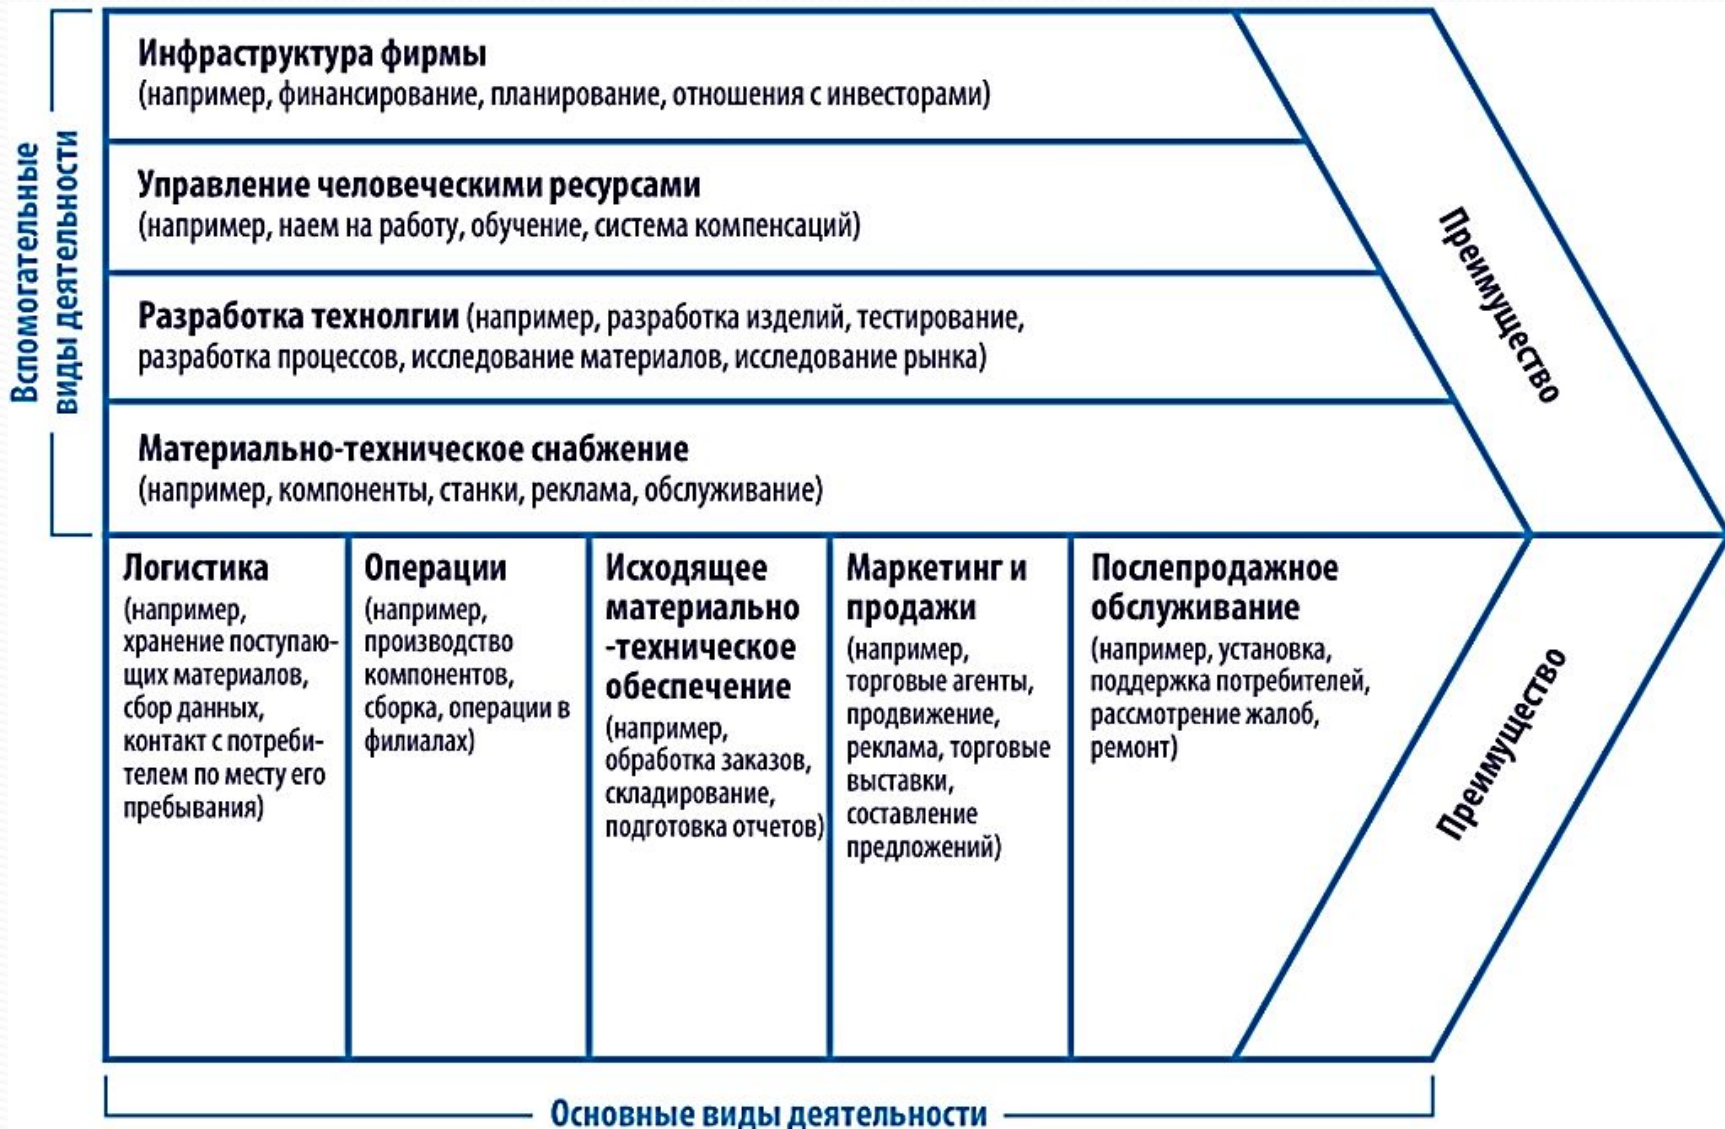 Вспомогательные
виды деятельности
Инфраструктура фирмы
(например, финансирование, планирование, отношения с инвесторами)
Управление человеческими ресурсами
(например, наем на работу, обучение, система компенсаций)
Разработка технолгии (например, разработка изделий, тестирование,
разработка процессов, исследование материалов, исследование рынка)
Материально-техническое снабжение
(например, компоненты, станки, реклама, обслуживание)
Преимущество
Логистика
(например,
хранение поступаю-
щих материалов,
сбор данных,
контакт с потреби-
телем по месту его
пребывания)
Операции
(например,
производство
компонентов,
сборка, операции в
филиалах)
Исходящее
материально
-техническое
обеспечение
(например,
обработка заказов,
складирование,
подготовка отчетов)
Маркетинг и
продажи
(например,
торговые агенты,
продвижение,
реклама, торговые
выставки,
составление
предложений)
Послепродажное
обслуживание
(например, установка,
поддержка потребителей,
рассмотрение жалоб,
ремонт)
Преимущество
Основные виды деятельности